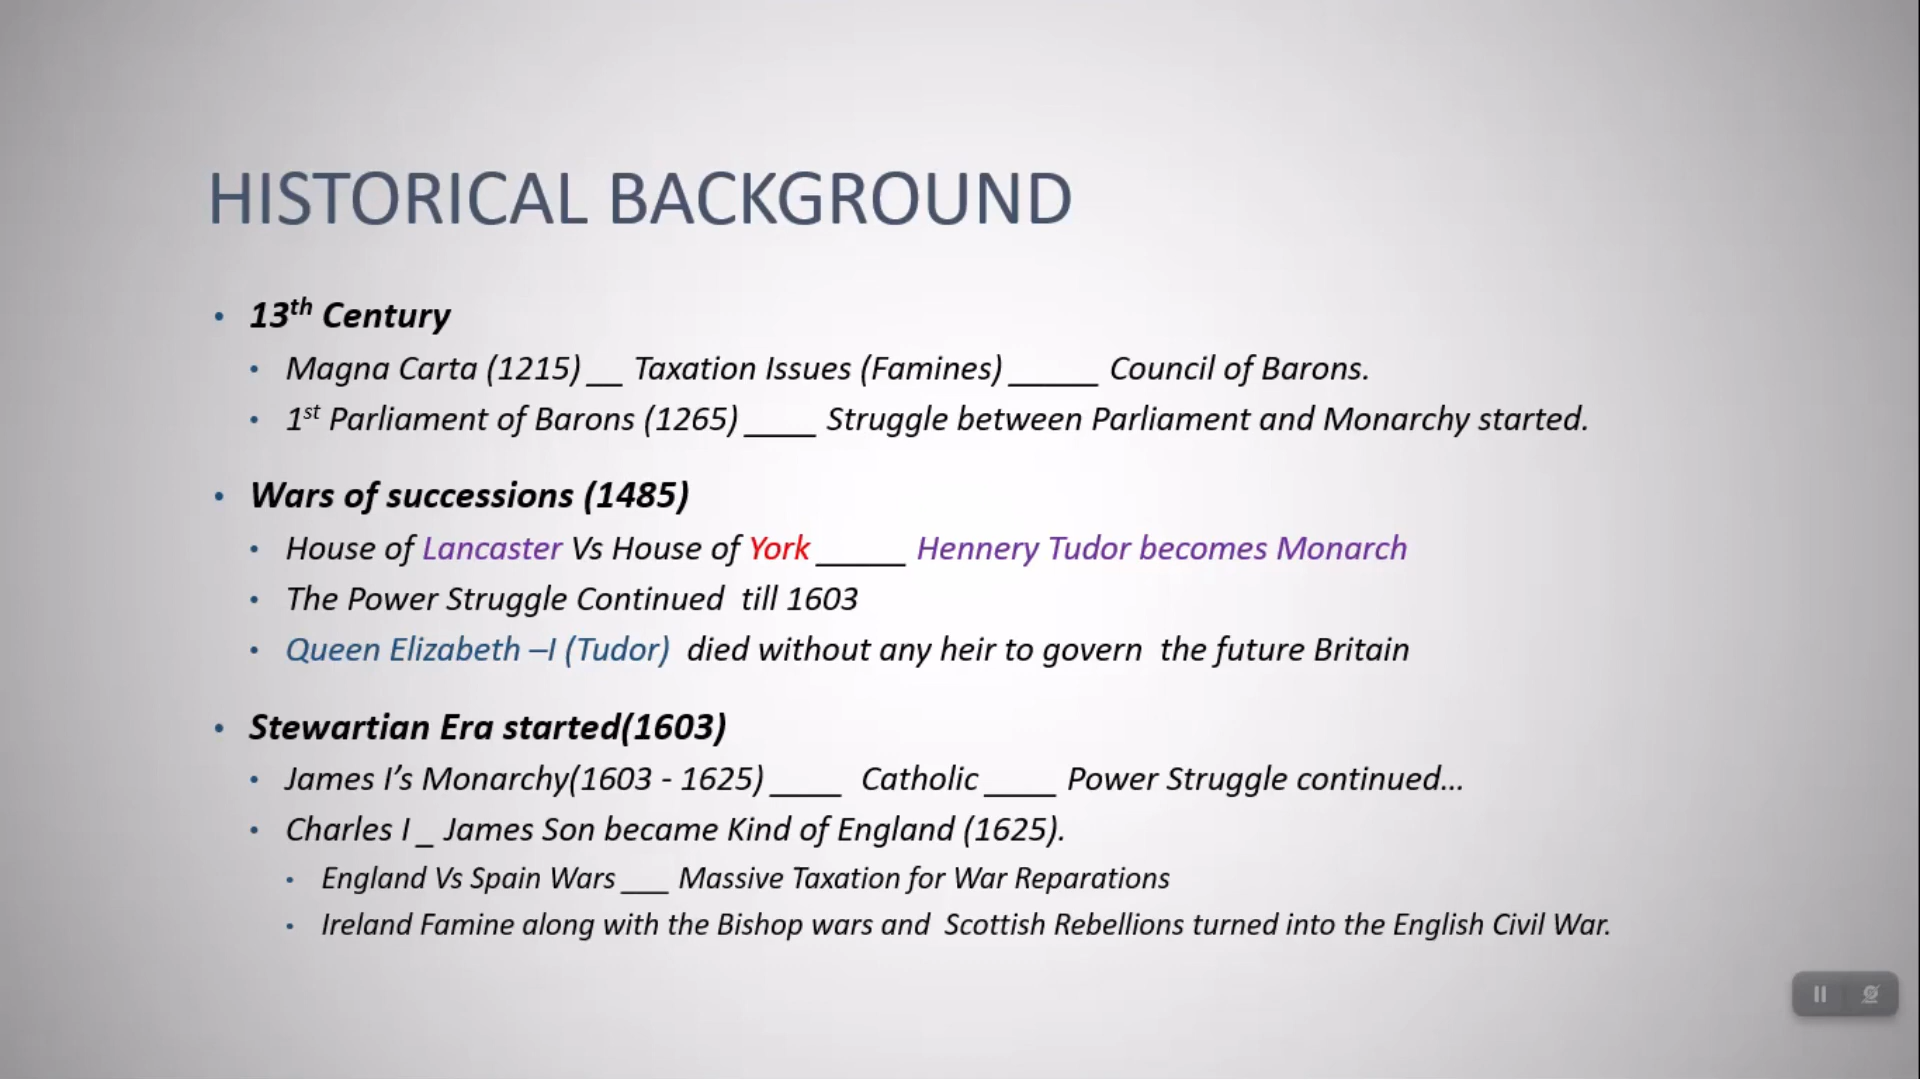 HISTORICAL BACKGROUND
• 13th Century
• Magna Carta (1215) __ Taxation Issues (Famines) _____ Council of Barons.
• 1st Parliament of Barons (1265) ____ Struggle between Parliament and Monarchy started.
• Wars of successions (1485)
• House of Lancaster Vs House of York _____ Hennery Tudor becomes Monarch
• The Power Struggle Continued till 1603
• Queen Elizabeth –I (Tudor) died without any heir to govern the future Britain
• Stewartian Era started(1603)
• James I’s Monarchy(1603 - 1625) ____ Catholic ____ Power Struggle continued…
• Charles I _ James Son became Kind of England (1625).
• England Vs Spain Wars ___ Massive Taxation for War Reparations
• Ireland Famine along with the Bishop wars and Scottish Rebellions turned into the English Civil War.